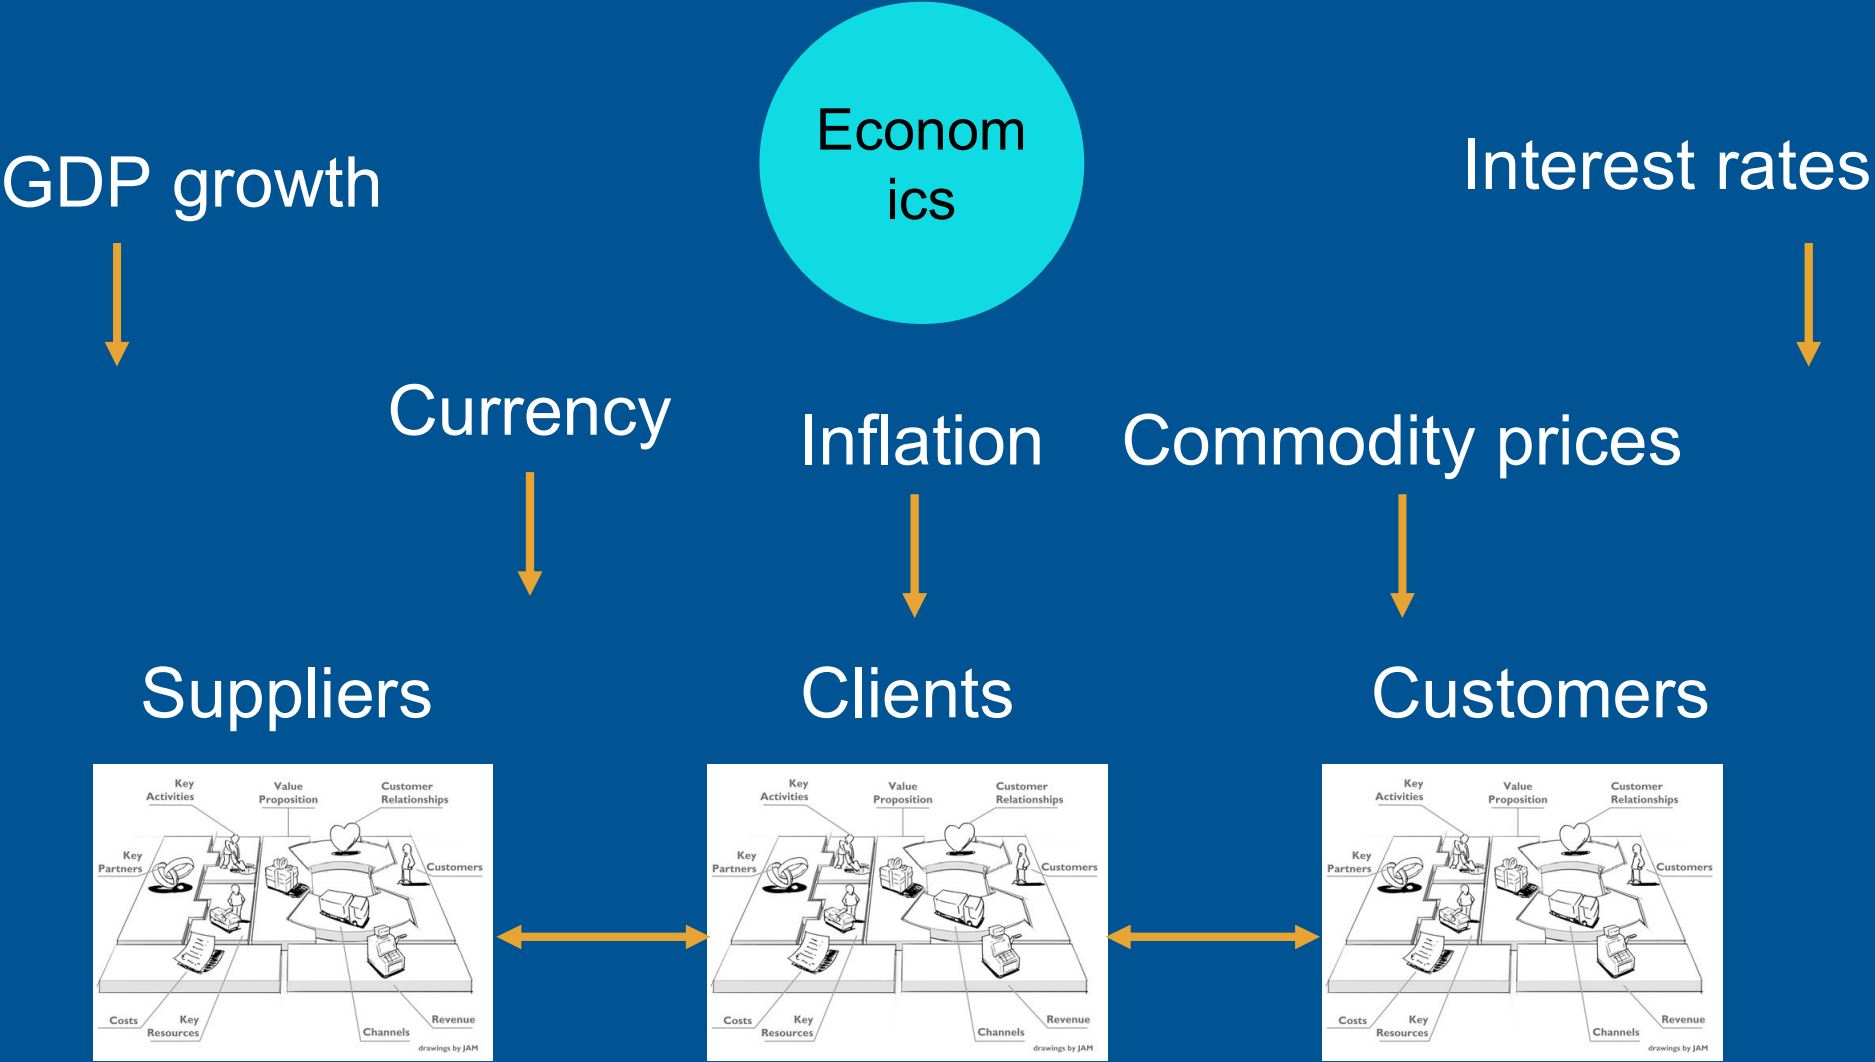 Econom
ics
GDP growth
Interest rates
Currency
Inflation
Commodity prices
Suppliers
Clients
Customers
Key
Activities
Value
Proposition
Customer
Relationships
Key
Partners
Customers
Costs
Key
Resources
Channels
Revenue
drawings by JAM
Key
Activities
Value
Proposition
Customer
Relationships
Key
Partners
Customers
Costs
Key
Resources
Channels
Revenue
drawings by JAM
Key
Activities
Value
Proposition
Customer
Relationships
Key
Partners
Customers
Costs
Key
Resources
Channels
Revenue
drawings by JAM